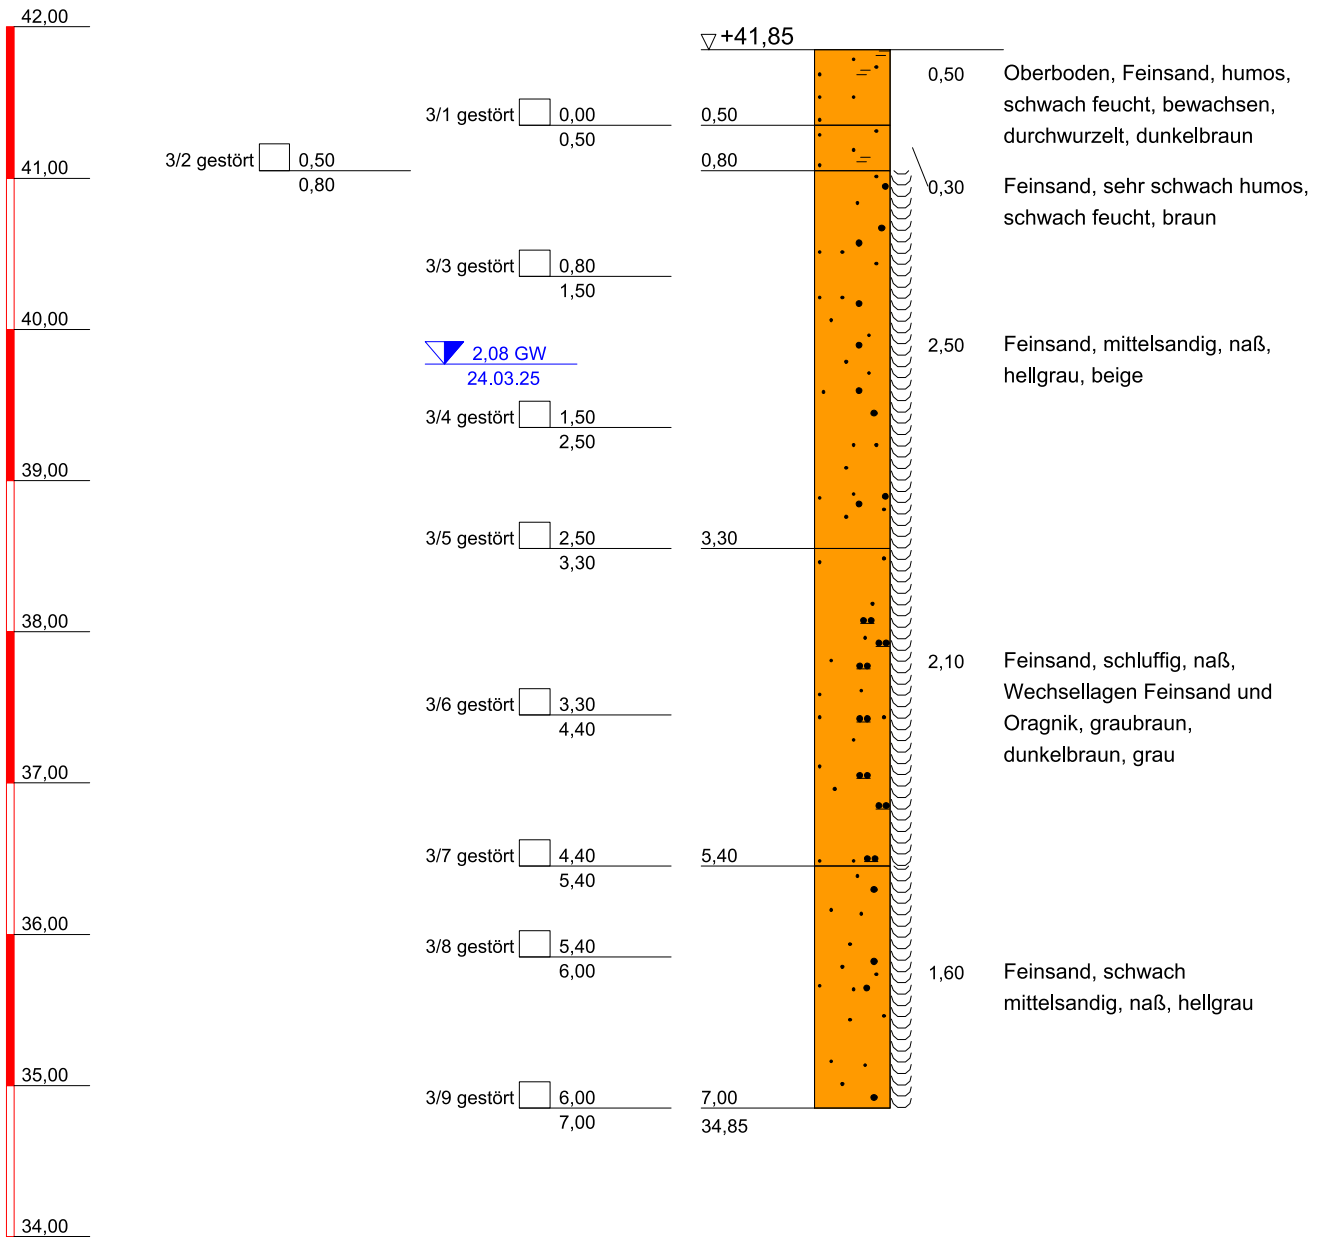 42,00
+41,85
0,50
Oberboden, Feinsand, humos,
schwach feucht, bewachsen,
durchwurzelt, dunkelbraun
3/1 gestört
0,00
0,50
0,50
3/2 gestört
0,50
0,80
0,80
41,00
0,30
Feinsand, sehr schwach humos,
schwach feucht, braun
3/3 gestört
0,80
1,50
40,00
2,08 GW
24.03.25
2,50
Feinsand, mittelsandig, naß,
hellgrau, beige
3/4 gestört
1,50
2,50
39,00
3/5 gestört
2,50
3,30
3,30
38,00
2,10
Feinsand, schluffig, naß,
Wechsellagen Feinsand und
Oragnik, graubraun,
dunkelbraun, grau
3/6 gestört
3,30
4,40
37,00
3/7 gestört
4,40
5,40
5,40
36,00
3/8 gestört
5,40
6,00
1,60
Feinsand, schwach
mittelsandig, naß, hellgrau
35,00
3/9 gestört
6,00
7,00
7,00
34,85
34,00